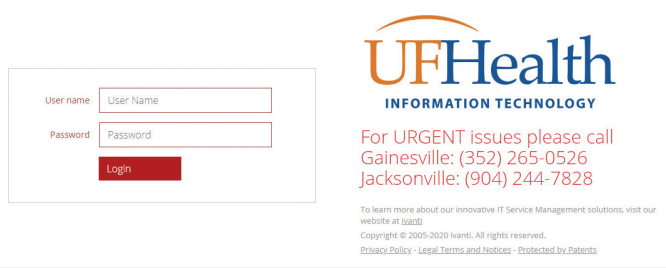 User name
User Name
Password
Password
Login
UFHealth
INFORMATION TECHNOLOGY
For URGENT issues please call
Gainesville: (352) 265-0526
Jacksonville: (904) 244-7828
To learn more about our innovative IT Service Management solutions, visit our
website at Ivanti
Copyright © 2005-2020 Ivanti. All rights reserved.
Privacy Policy - Legal Terms and Notices - Protected by Patents